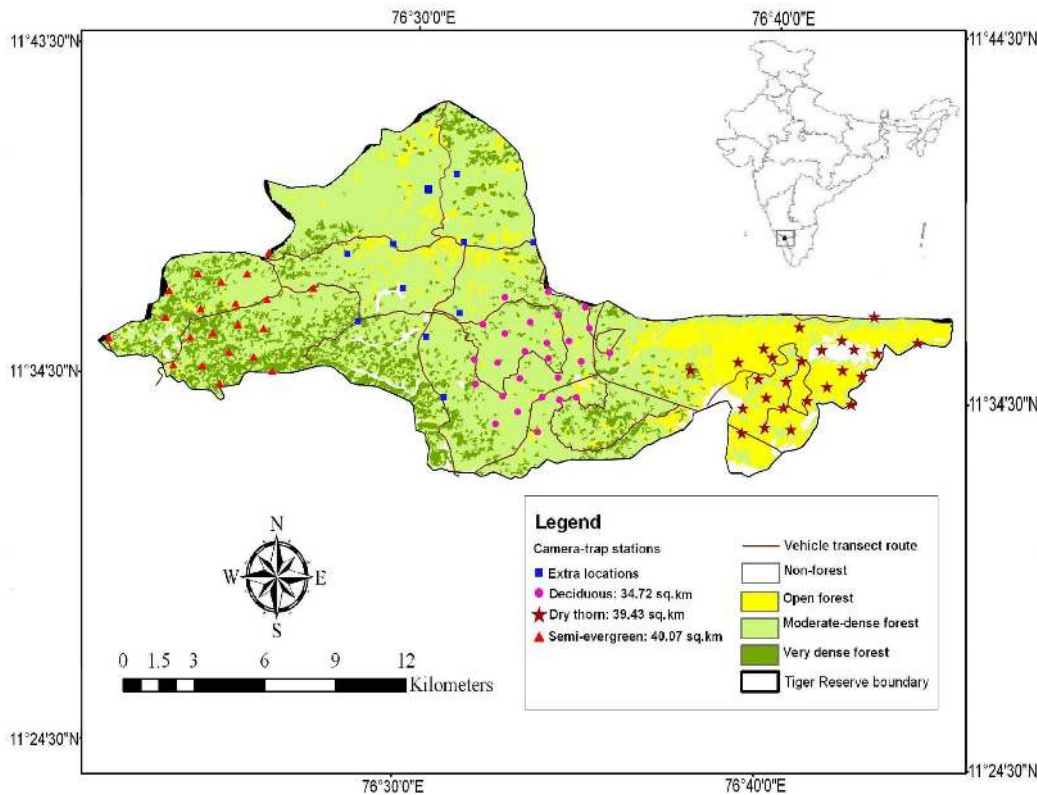 76°30'0"E
76°40'0"E
11°43'30"N
11°44'30"N
11°34'30"N
11°34'30"N
Legend
Camera-trap stations
Extra locations
Deciduous: 34.72 sq.km
Dry thorn: 39.43 sq.km
Semi-evergreen: 40.07 sq.km
Vehicle transect route
Non-forest
Open forest
Moderate-dense forest
Very dense forest
Tiger Reserve boundary
N
W E
S
0 1.5 3 6 9 12
Kilometers
11°24'30"N
11°24'30"N
76°30'0"E
76°40'0"E